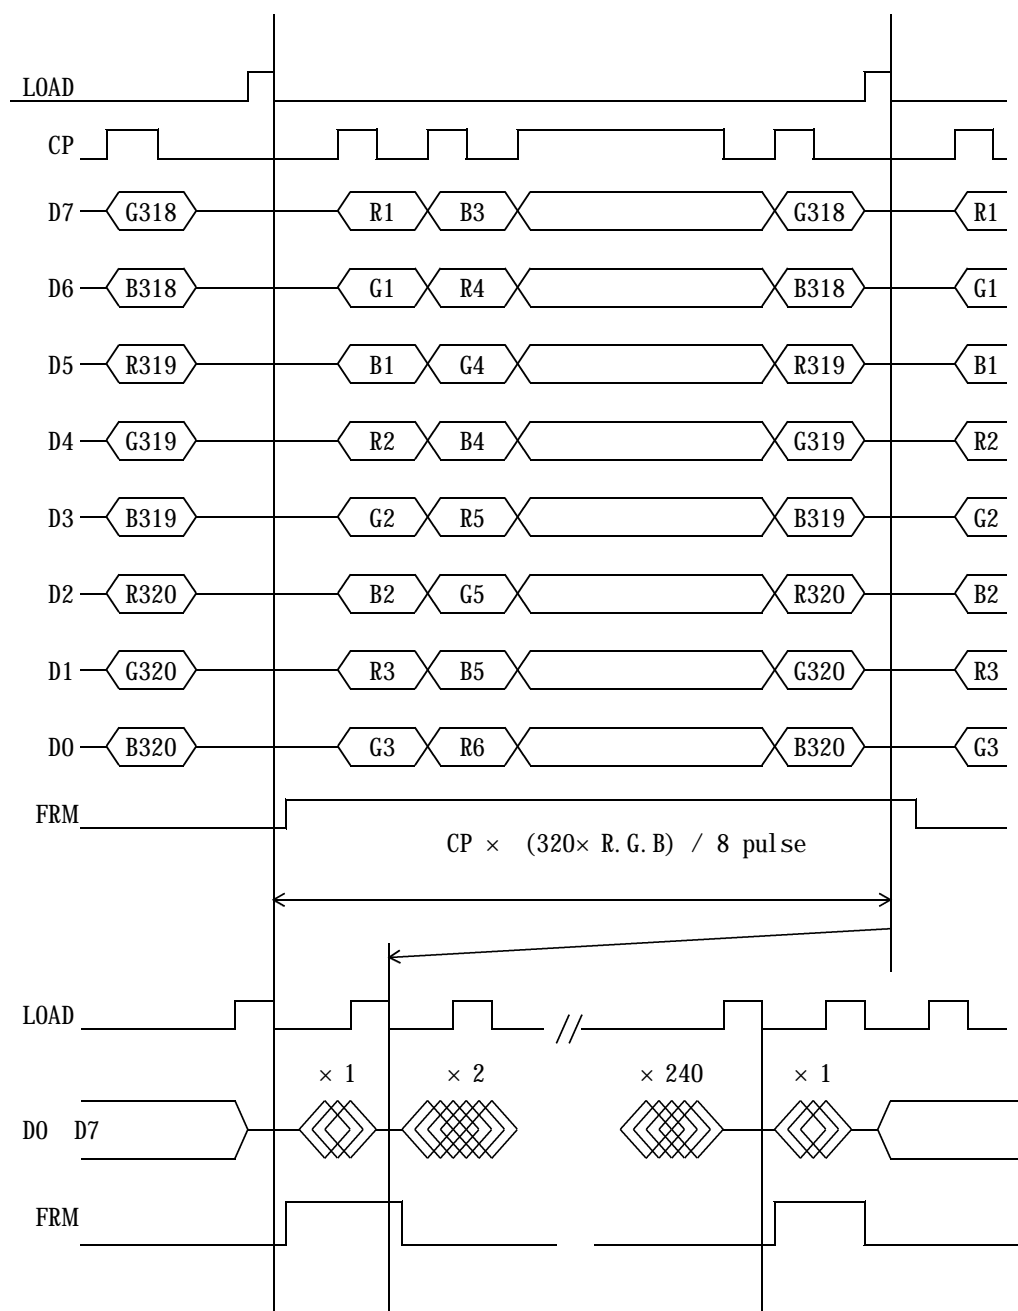 LOAD
CP
D7 G318 R1 B3 G318 R1
D6 B318 G1 R4 B318 G1
D5 R319 B1 G4 R319 B1
D4 G319 R2 B4 G319 R2
D3 B319 G2 R5 B319 G2
D2 R320 B2 G5 R320 B2
D1 G320 R3 B5 G320 R3
D0 B320 G3 R6 B320 G3
FRM
CP × (320× R.G.B) / 8 pulse
LOAD //
× 1 × 2 × 240 × 1
D0 D7
FRM